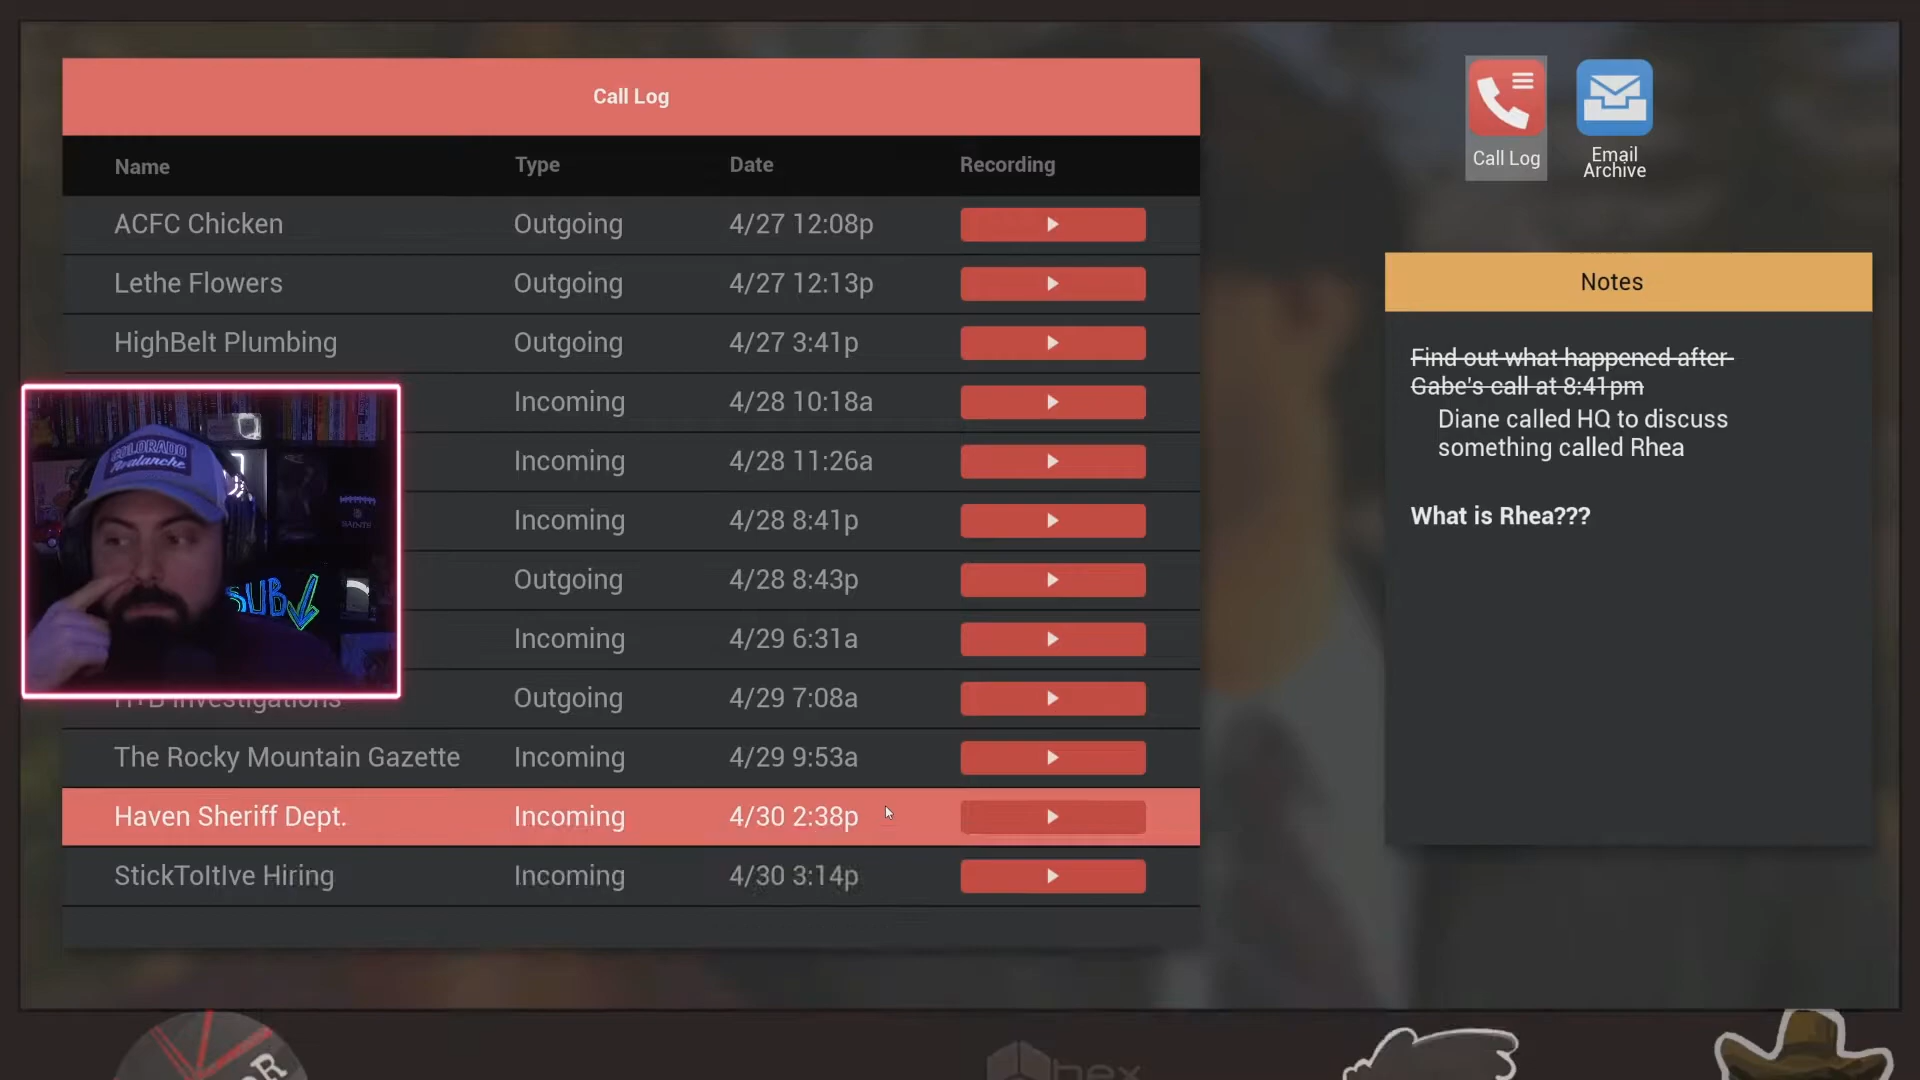 Call Log
Name Type Date Recording
ACFC Chicken Outgoing 4/27 12:08p
Lethe Flowers Outgoing 4/27 12:13p
HighBelt Plumbing Outgoing 4/27 3:41p
Incoming 4/28 10:18a
Incoming 4/28 11:26a
Incoming 4/28 8:41p
Outgoing 4/28 8:43p
Incoming 4/29 6:31a
Investigations Outgoing 4/29 7:08a
The Rocky Mountain Gazette Incoming 4/29 9:53a
Haven Sheriff Dept. Incoming 4/30 2:38p
StickToItIve Hiring Incoming 4/30 3:14p
COLORADO
Avalanche
SAINTS
SUB
Call Log
Email
Archive
Notes
Find out what happened after
Gabe's call at 8:41pm
Diane called HQ to discuss
something called Rhea
What is Rhea???
hex